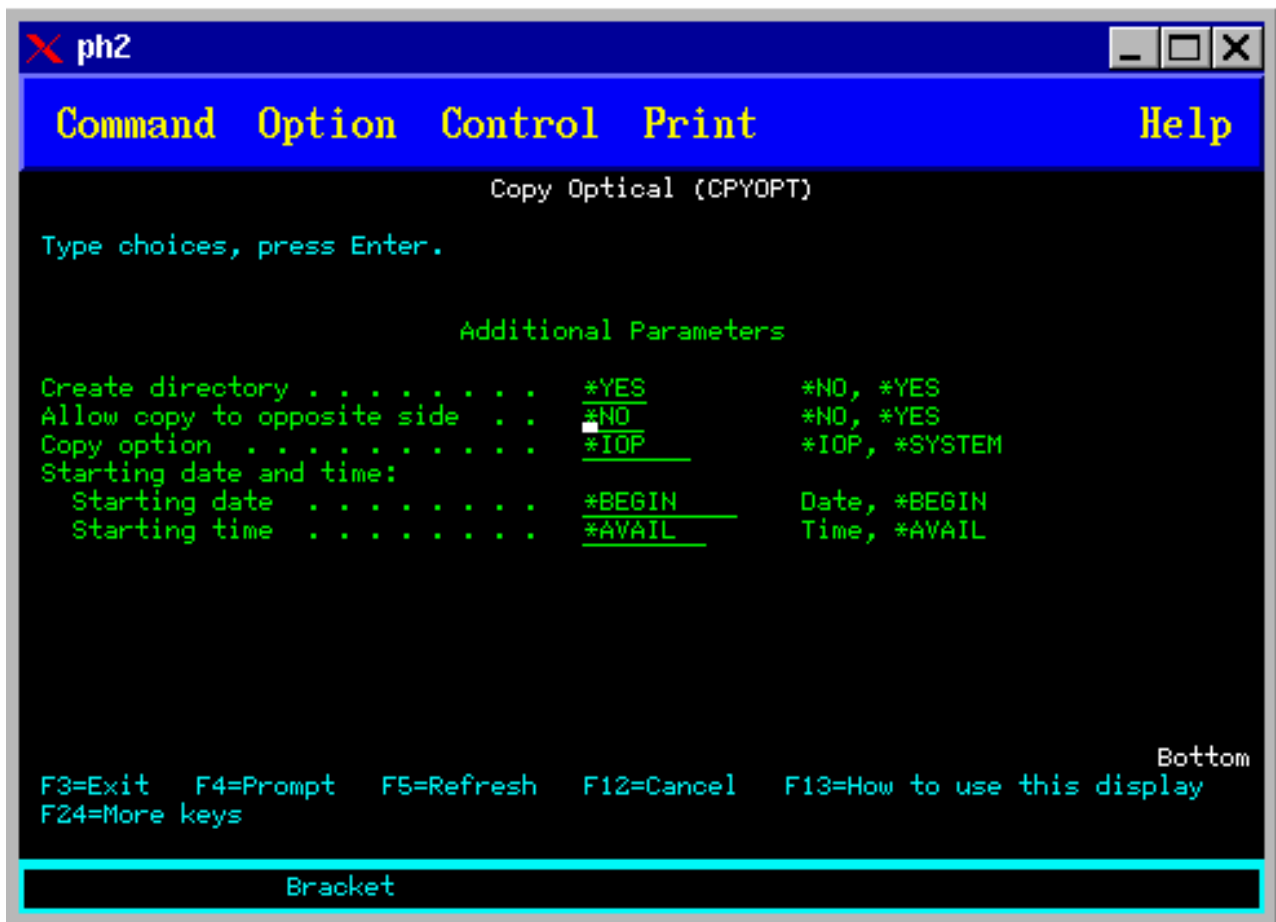 ph2
Command Option Control Print Help
Copy Optical (CPYOPT)
Type choices, press Enter.
Additional Parameters
Create directory . . . . . . . . *YES *NO, *YES
Allow copy to opposite side . . *NO *NO, *YES
Copy option . . . . . . . . . . *IOP *IOP, *SYSTEM
Starting date and time:
Starting date . . . . . . . . *BEGIN Date, *BEGIN
Starting time . . . . . . . . *AVAIL Time, *AVAIL
Bottom
F3=Exit F4=Prompt F5=Refresh F12=Cancel F13=How to use this display
F24=More keys
Bracket